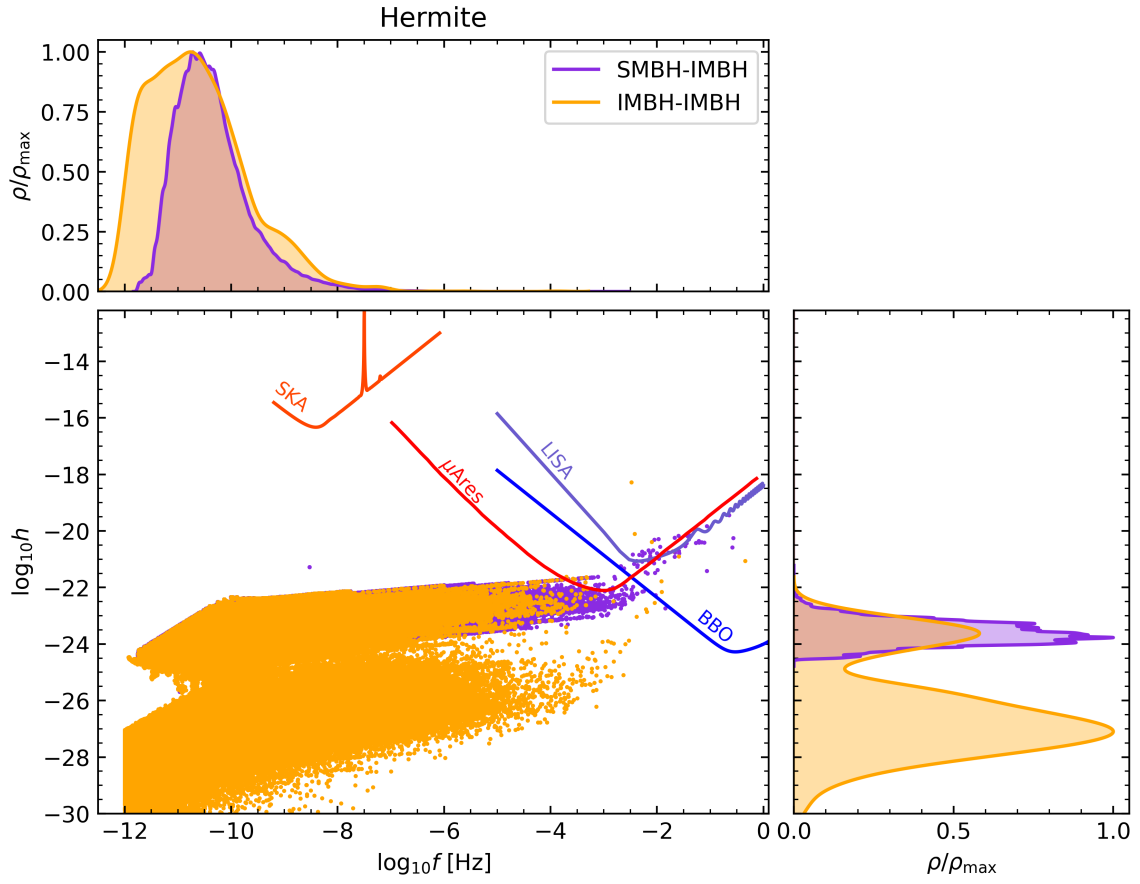 Hermite
1.00
0.75
0.50
0.25
0.00
ρ/ρmax
SMBH-IMBH
IMBH-IMBH
−14
−16
−18
−20
−22
−24
−26
−28
−30
log10h
SKA
μAres
LISA
BBO
−12
−10
−8
−6
−4
−2
0
log10f [Hz]
0.0
0.5
1.0
ρ/ρmax